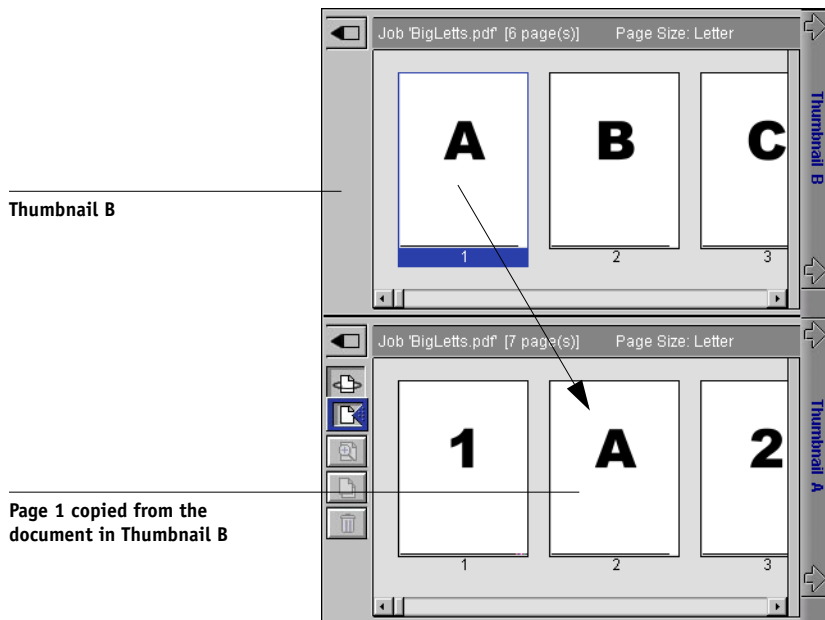 Job 'BigLetts.pdf' [6 page(s)] Page Size: Letter
A B C
1 2 3
Thumbnail B
Thumbnail B
Job 'BigLetts.pdf' [7 page(s)] Page Size: Letter
1 A 2
1 2 3
Thumbnail A
Page 1 copied from the
document in Thumbnail B